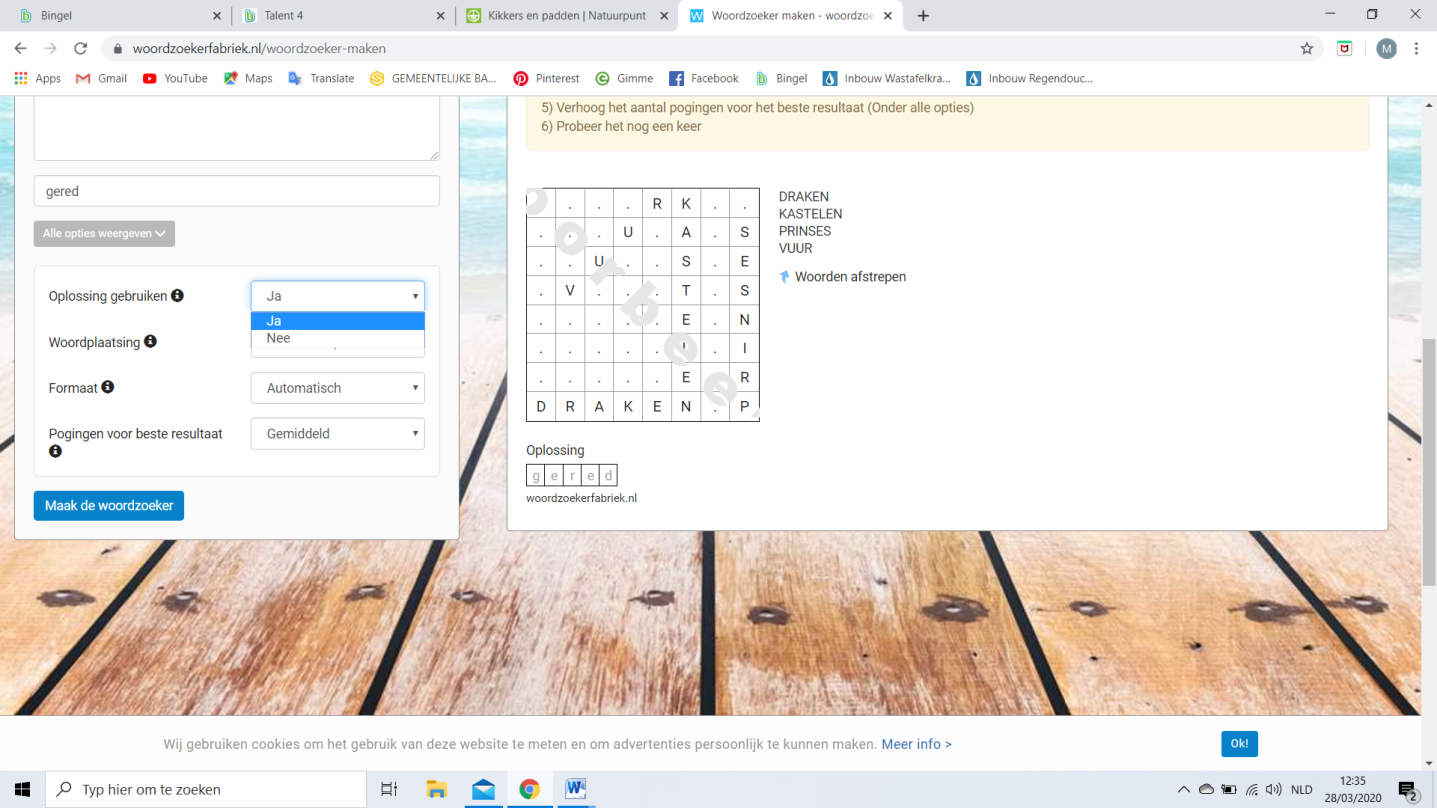 Bingel
Talent 4
Kikkers en padden | Natuurpunt
Woordzoeker maken - woordzoe
woordzoekerfabriek.nl/woordzoeker-maken
M
Apps
Gmail
YouTube
Maps
Translate
GEMEENTELIJKE BA...
Pinterest
Gimme
Facebook
Bingel
Inbouw Wastafelkra...
Inbouw Regendouc...
5) Verhoog het aantal pogingen voor het beste resultaat (Onder alle opties)
6) Probeer het nog een keer
gered
Alle opties weergeven
Oplossing gebruiken
Ja
Ja
Nee
Woordplaatsing
Formaat
Automatisch
Pogingen voor beste resultaat
Gemiddeld
Maak de woordzoeker
. . . R K . .
. . . U . A . S
. . U . . S . E
. V . . . T . S
. . . . . E . N
. . . . . L . I
. . . . . E . R
D R A K E N . P
orbee
DRAKEN
KASTELEN
PRINSES
VUUR
Woorden afstrepen
Oplossing
g e r e d
woordzoekerfabriek.nl
Wij gebruiken cookies om het gebruik van deze website te meten en om advertenties persoonlijk te kunnen maken. Meer info >
Ok!
Typ hier om te zoeken
NLD
12:35
28/03/2020
2